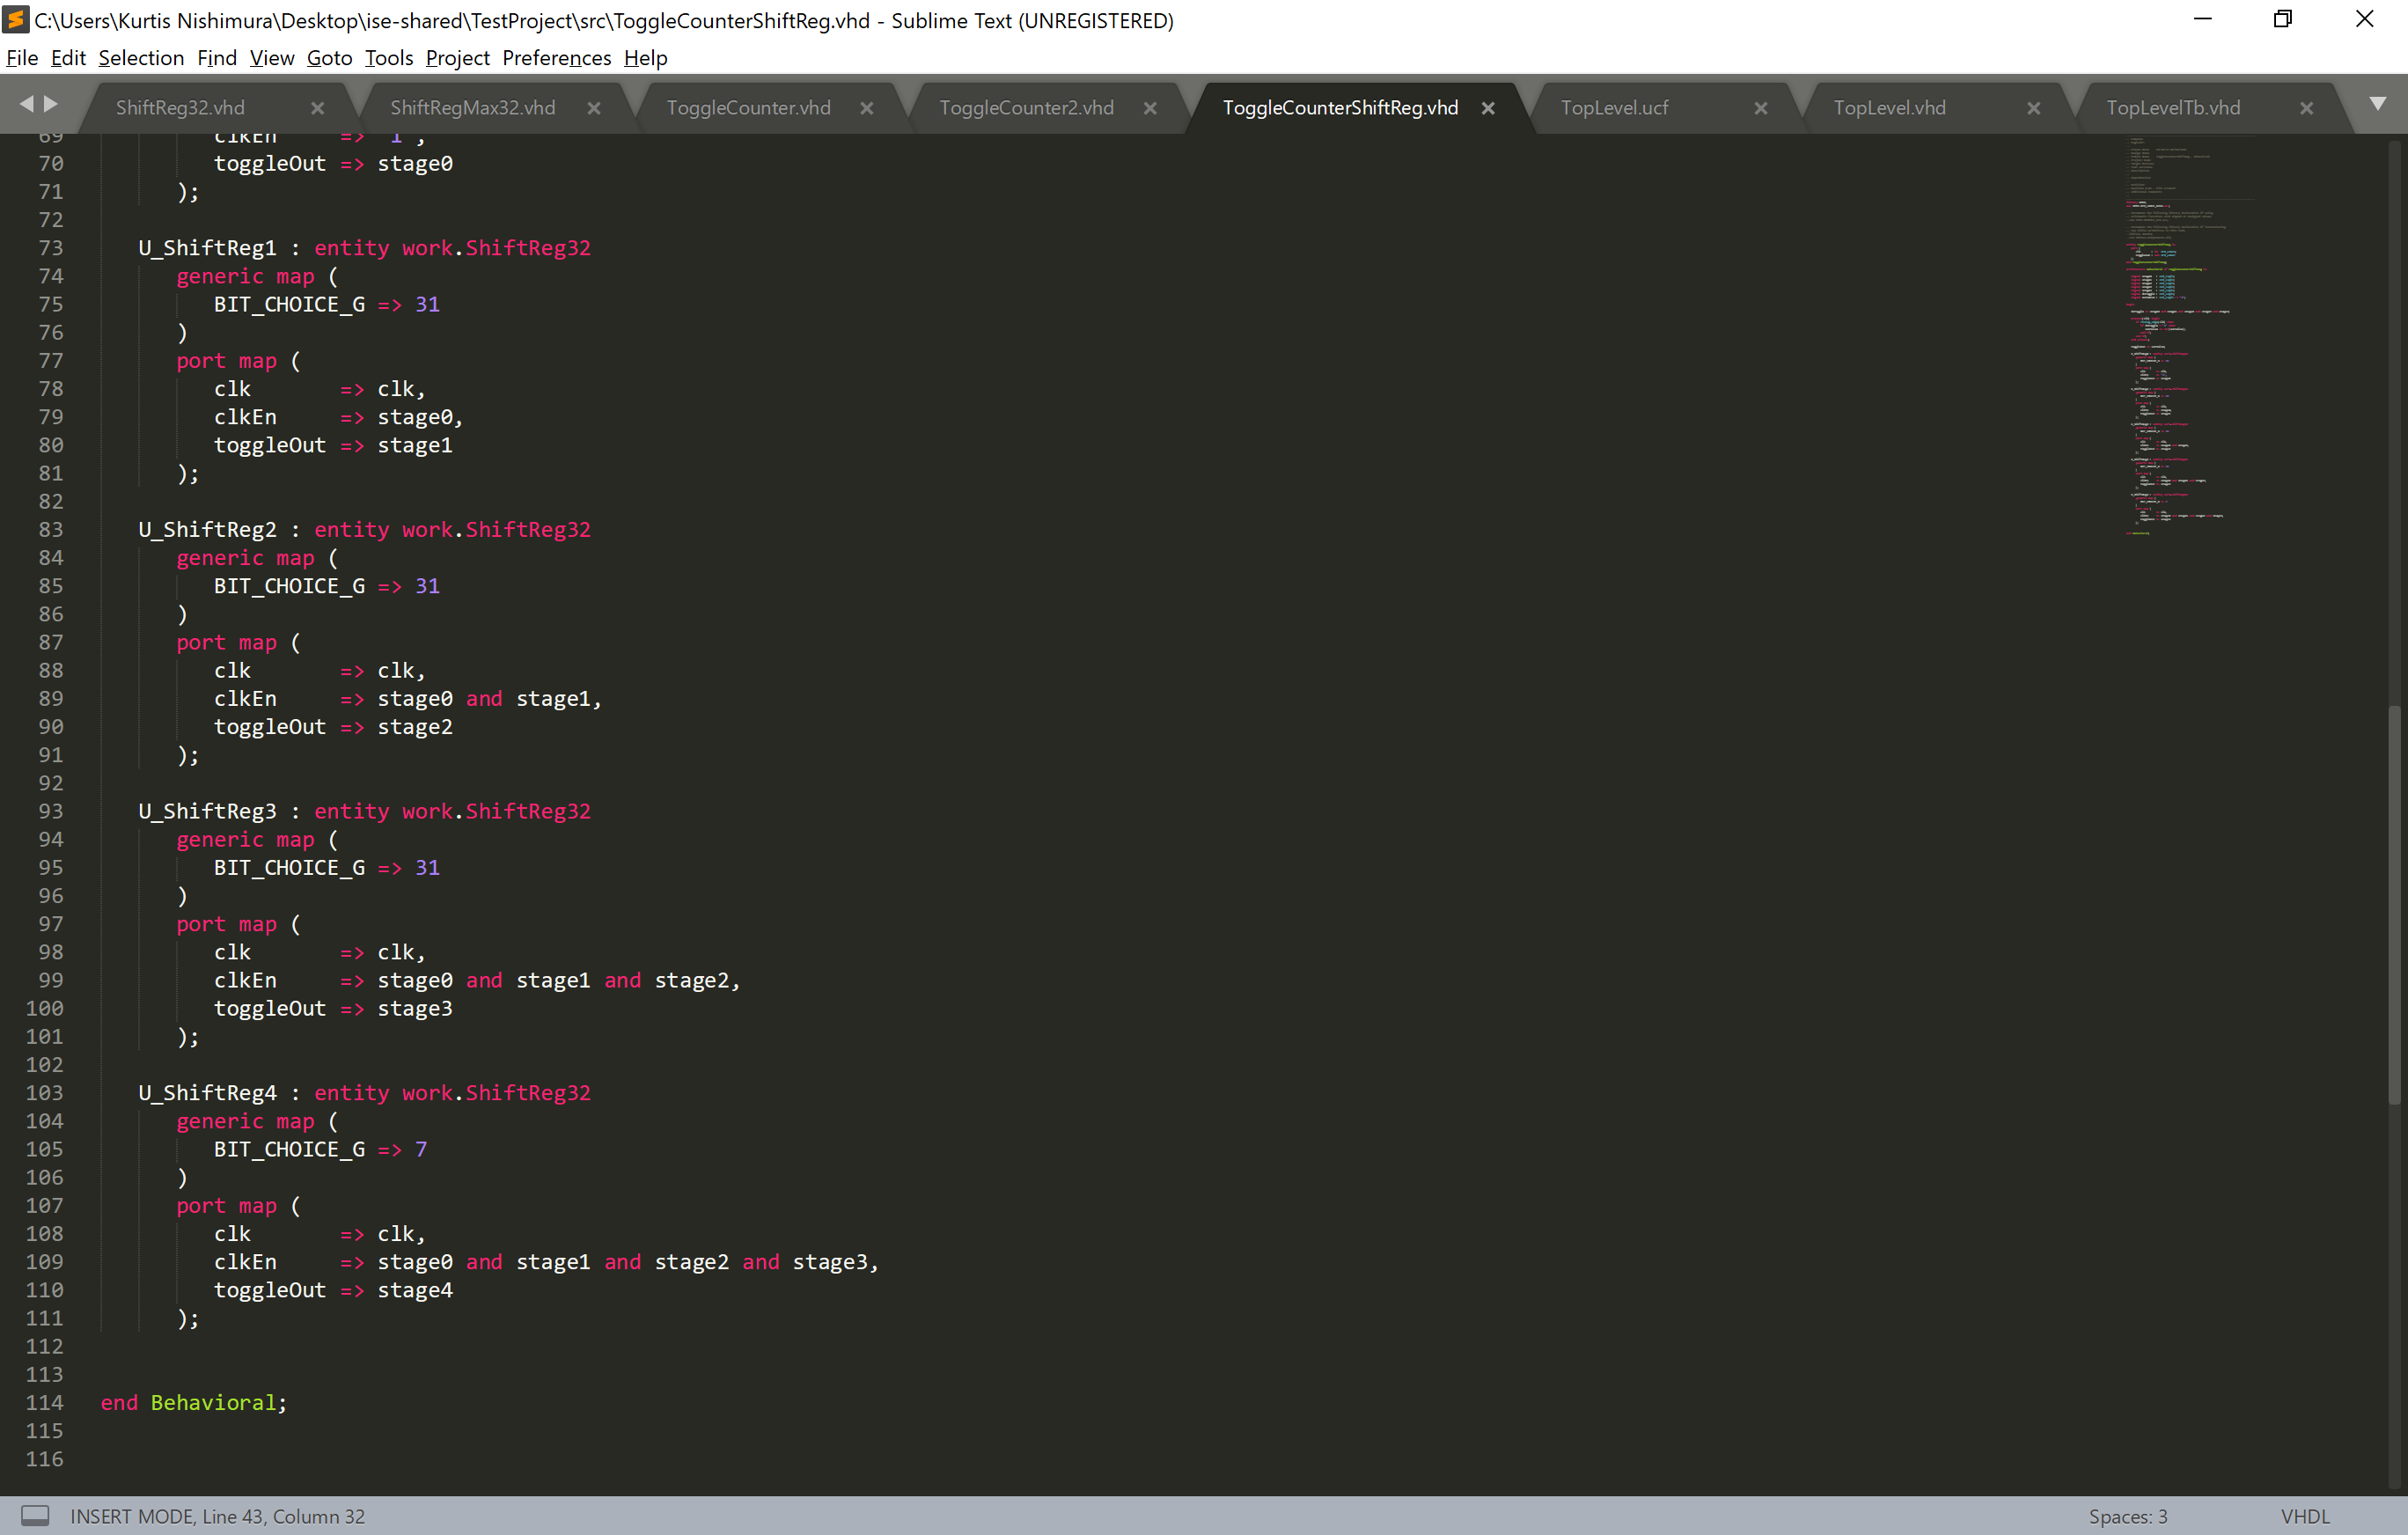 C:\Users\Kurtis Nishimura\Desktop\ise-shared\TestProject\src\ToggleCounterShiftReg.vhd - Sublime Text (UNREGISTERED)
File Edit Selection Find View Goto Tools Project Preferences Help
ShiftReg32.vhd ShiftRegMax32.vhd ToggleCounter.vhd ToggleCounter2.vhd ToggleCounterShiftReg.vhd TopLevel.ucf TopLevel.vhd TopLevelTb.vhd
69 clkEn => '1',
70 toggleOut => stage0
71 );
72
73 U_ShiftReg1 : entity work.ShiftReg32
74 generic map (
75 BIT_CHOICE_G => 31
76 )
77 port map (
78 clk => clk,
79 clkEn => stage0,
80 toggleOut => stage1
81 );
82
83 U_ShiftReg2 : entity work.ShiftReg32
84 generic map (
85 BIT_CHOICE_G => 31
86 )
87 port map (
88 clk => clk,
89 clkEn => stage0 and stage1,
90 toggleOut => stage2
91 );
92
93 U_ShiftReg3 : entity work.ShiftReg32
94 generic map (
95 BIT_CHOICE_G => 31
96 )
97 port map (
98 clk => clk,
99 clkEn => stage0 and stage1 and stage2,
100 toggleOut => stage3
101 );
102
103 U_ShiftReg4 : entity work.ShiftReg32
104 generic map (
105 BIT_CHOICE_G => 7
106 )
107 port map (
108 clk => clk,
109 clkEn => stage0 and stage1 and stage2 and stage3,
110 toggleOut => stage4
111 );
112
113
114 end Behavioral;
115
116
INSERT MODE, Line 43, Column 32 Spaces: 3 VHDL